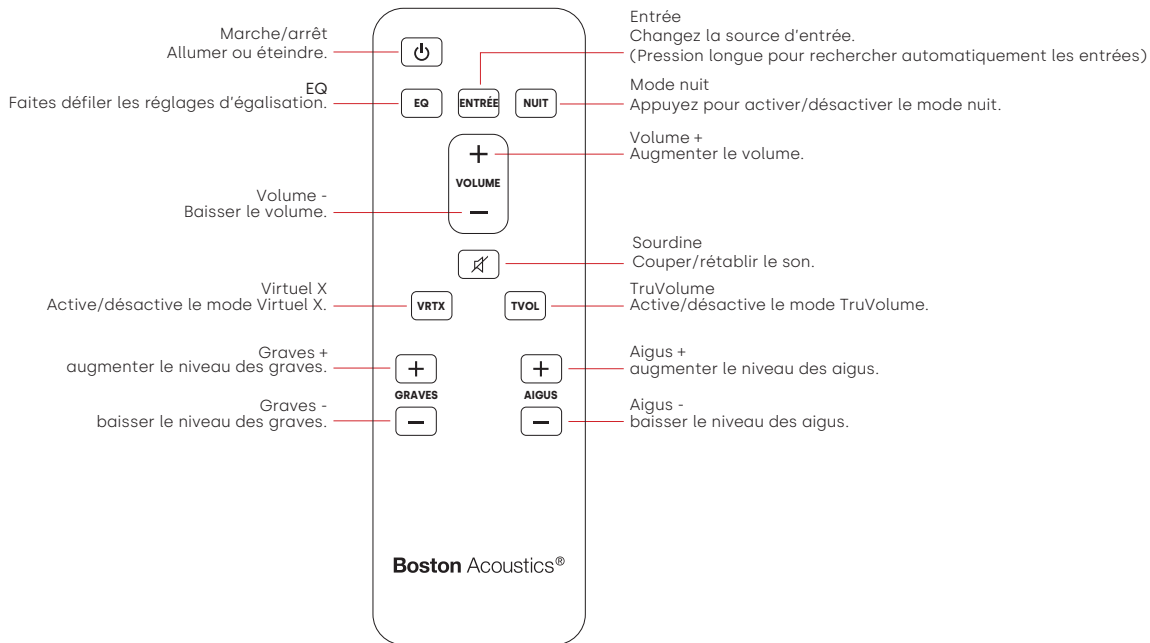 Marche/arrêt
Allumer ou éteindre.
Entrée
Changez la source d'entrée.
(Pression longue pour rechercher automatiquement les entrées)
EQ
Faites défiler les réglages d'égalisation.
EQ
ENTRÉE
NUIT
Mode nuit
Appuyez pour activer/désactiver le mode nuit.
Volume +
Augmenter le volume.
+
VOLUME
–
Volume -
Baisser le volume.
Sourdine
Couper/rétablir le son.
Virtuel X
Active/désactive le mode Virtuel X.
VRTX
TVOL
TruVolume
Active/désactive le mode TruVolume.
Graves +
augmenter le niveau des graves.
+
GRAVES
–
Graves -
baisser le niveau des graves.
+
AIGUS
–
Aigus +
augmenter le niveau des aigus.
Aigus -
baisser le niveau des aigus.
Boston Acoustics®